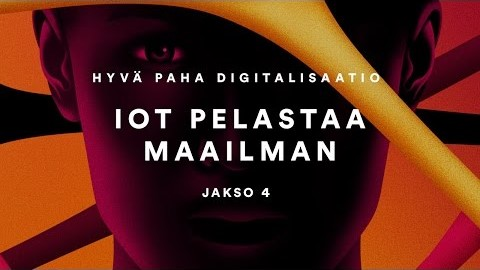 HYVÄ PAHA DIGITALISAATIO
IOT PELASTAA
MAAILMAN
JAKSO 4